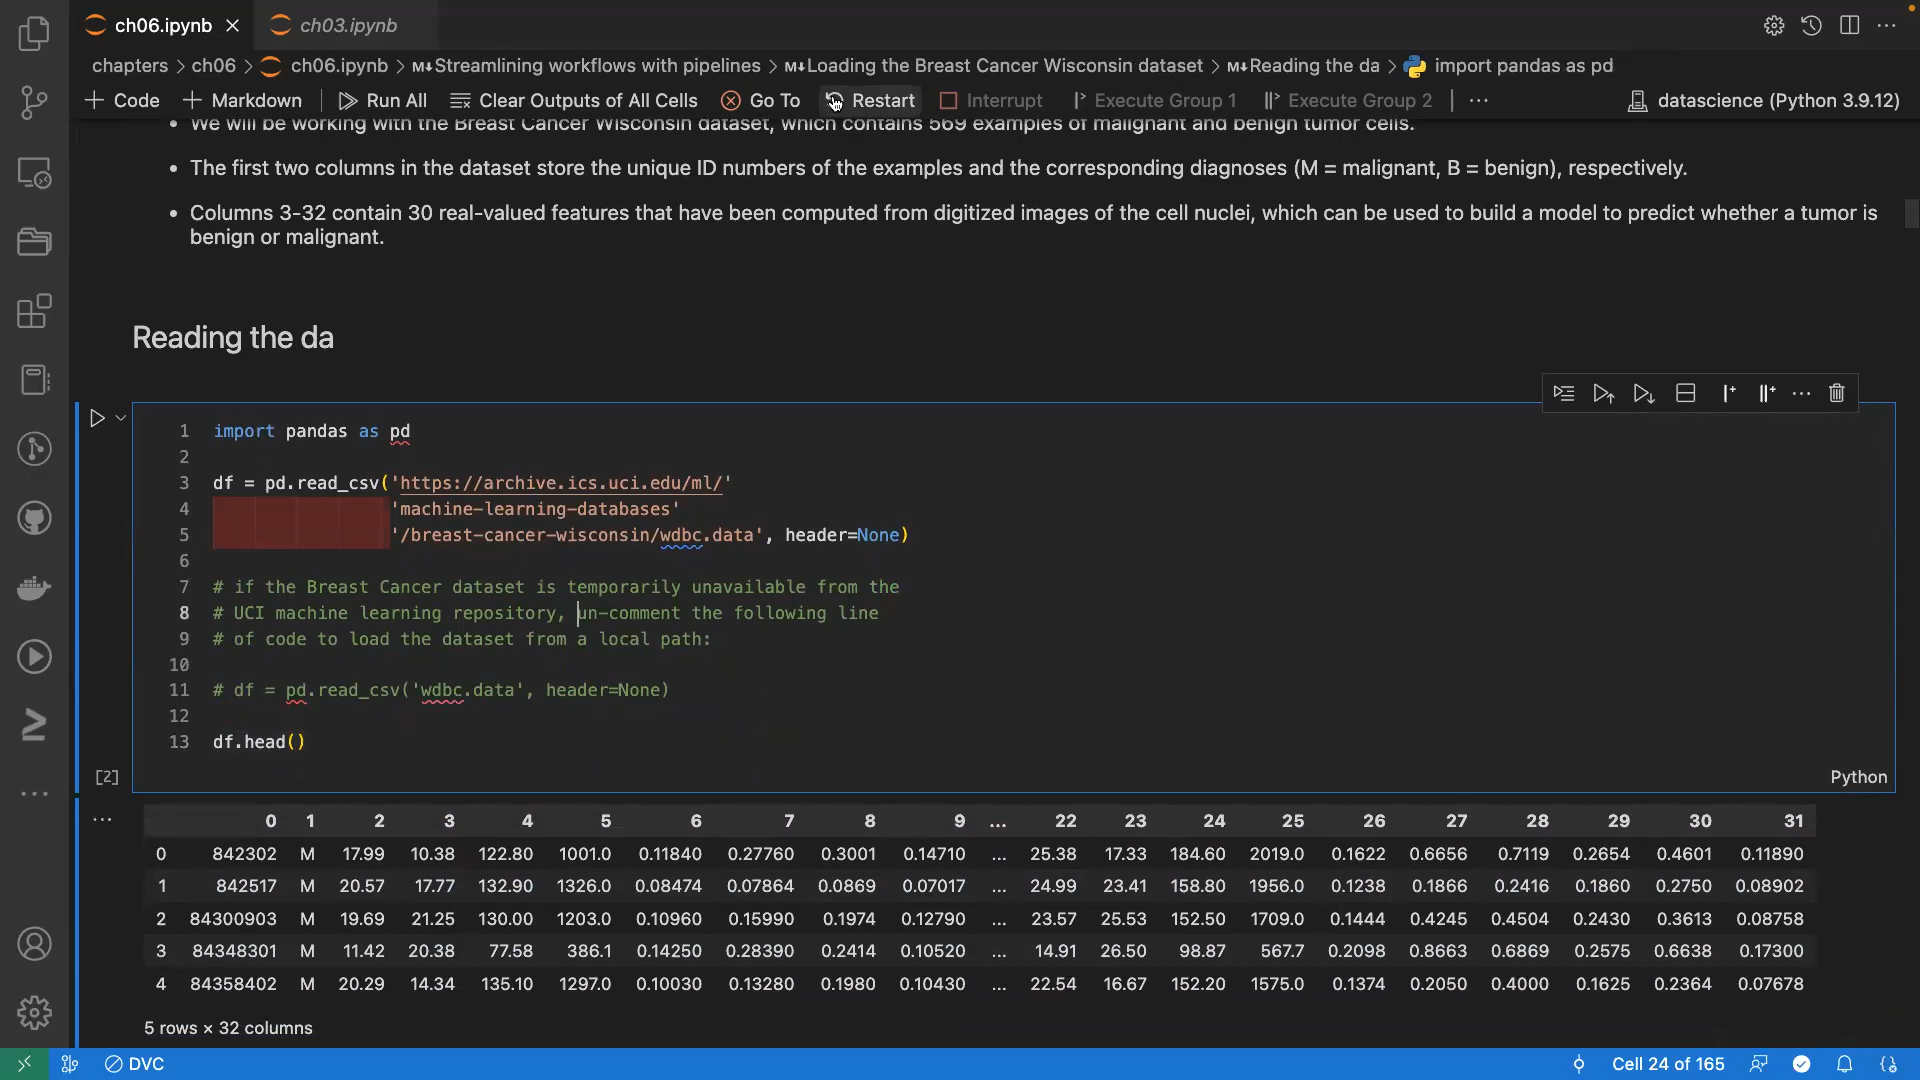 ch06.ipynb
ch03.ipynb
chapters > ch06 > ch06.ipynb > M↓Streamlining workflows with pipelines > M↓Loading the Breast Cancer Wisconsin dataset > M↓Reading the da > import pandas as pd
+ Code + Markdown Run All Clear Outputs of All Cells Go To Restart Interrupt Execute Group 1 Execute Group 2 ... datascience (Python 3.9.12)
• We will be working with the Breast Cancer Wisconsin dataset, which contains 569 examples of malignant and benign tumor cells.
• The first two columns in the dataset store the unique ID numbers of the examples and the corresponding diagnoses (M = malignant, B = benign), respectively.
• Columns 3-32 contain 30 real-valued features that have been computed from digitized images of the cell nuclei, which can be used to build a model to predict whether a tumor is
benign or malignant.
Reading the da
1 import pandas as pd
2
3 df = pd.read_csv('https://archive.ics.uci.edu/ml/'
4 'machine-learning-databases'
5 '/breast-cancer-wisconsin/wdbc.data', header=None)
6
7 # if the Breast Cancer dataset is temporarily unavailable from the
8 # UCI machine learning repository, un-comment the following line
9 # of code to load the dataset from a local path:
10
11 # df = pd.read_csv('wdbc.data', header=None)
12
13 df.head()
[2] Python
0 1 2 3 4 5 6 7 8 9 ... 22 23 24 25 26 27 28 29 30 31
0 842302 M 17.99 10.38 122.80 1001.0 0.11840 0.27760 0.3001 0.14710 ... 25.38 17.33 184.60 2019.0 0.1622 0.6656 0.7119 0.2654 0.4601 0.11890
1 842517 M 20.57 17.77 132.90 1326.0 0.08474 0.07864 0.0869 0.07017 ... 24.99 23.41 158.80 1956.0 0.1238 0.1866 0.2416 0.1860 0.2750 0.08902
2 84300903 M 19.69 21.25 130.00 1203.0 0.10960 0.15990 0.1974 0.12790 ... 23.57 25.53 152.50 1709.0 0.1444 0.4245 0.4504 0.2430 0.3613 0.08758
3 84348301 M 11.42 20.38 77.58 386.1 0.14250 0.28390 0.2414 0.10520 ... 14.91 26.50 98.87 567.7 0.2098 0.8663 0.6869 0.2575 0.6638 0.17300
4 84358402 M 20.29 14.34 135.10 1297.0 0.10030 0.13280 0.1980 0.10430 ... 22.54 16.67 152.20 1575.0 0.1374 0.2050 0.4000 0.1625 0.2364 0.07678
5 rows × 32 columns
DVC Cell 24 of 165